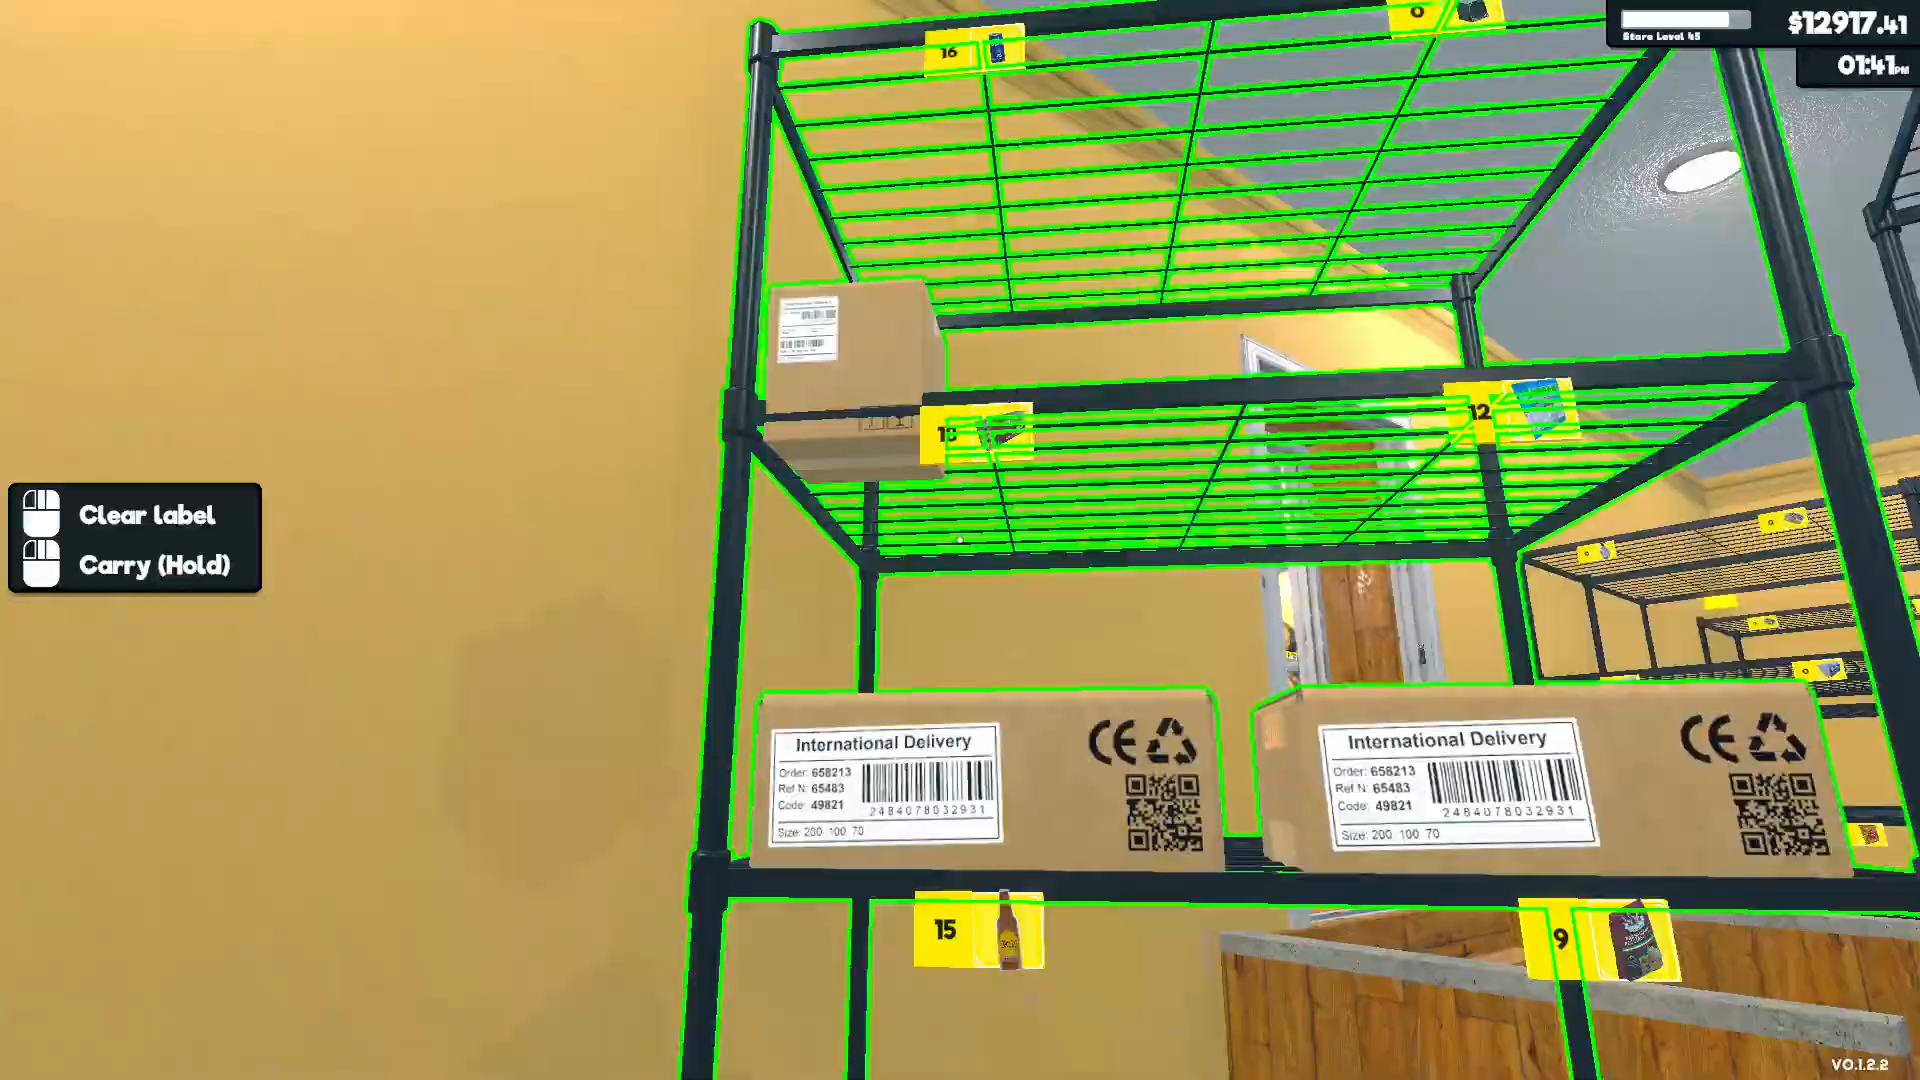 $12917.41
Store Level 45
01:41PM
16
0
12
Clear label
Carry (Hold)
International Delivery
Order: 658213
Ref N: 65483
Code: 49821
2484078032931
Size: 200 100 70
International Delivery
Order: 658213
Ref N: 65483
Code: 49821
2484078032931
Size: 200 100 70
15
9
V0.1.2.2